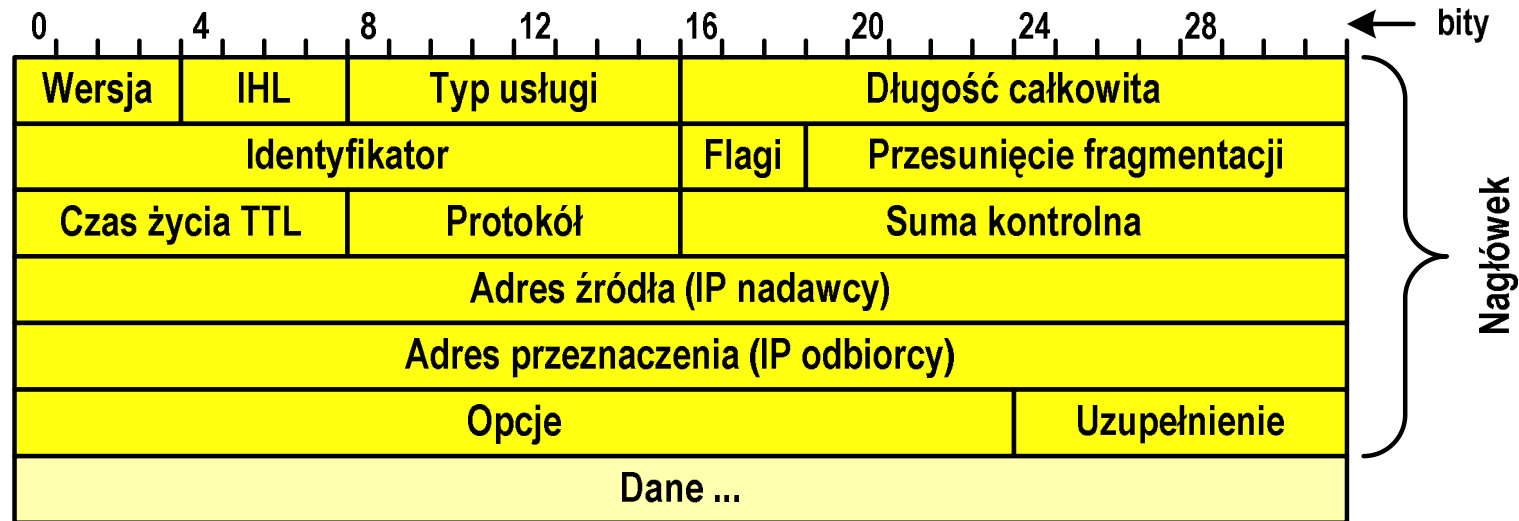 0 4 8 12 16 20 24 28 bity
Wersja IHL Typ usługi Długość całkowita
Identyfikator Flagi Przesunięcie fragmentacji
Czas życia TTL Protokół Suma kontrolna
Adres źródła (IP nadawcy)
Adres przeznaczenia (IP odbiorcy)
Opcje Uzupełnienie
Dane ...
Nagłówek